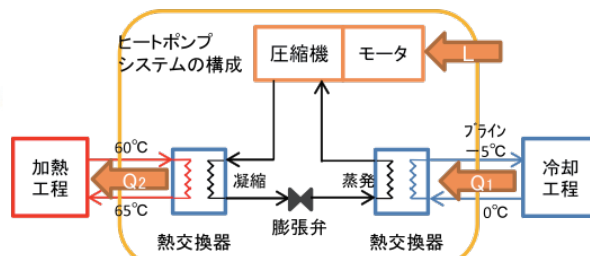 ヒートポンプ
システムの構成
圧縮機
モータ
L
60℃
ブライン
－5℃
加熱
工程
Q2
凝縮
蒸発
Q1
冷却
工程
65℃
膨張弁
0℃
熱交換器
熱交換器